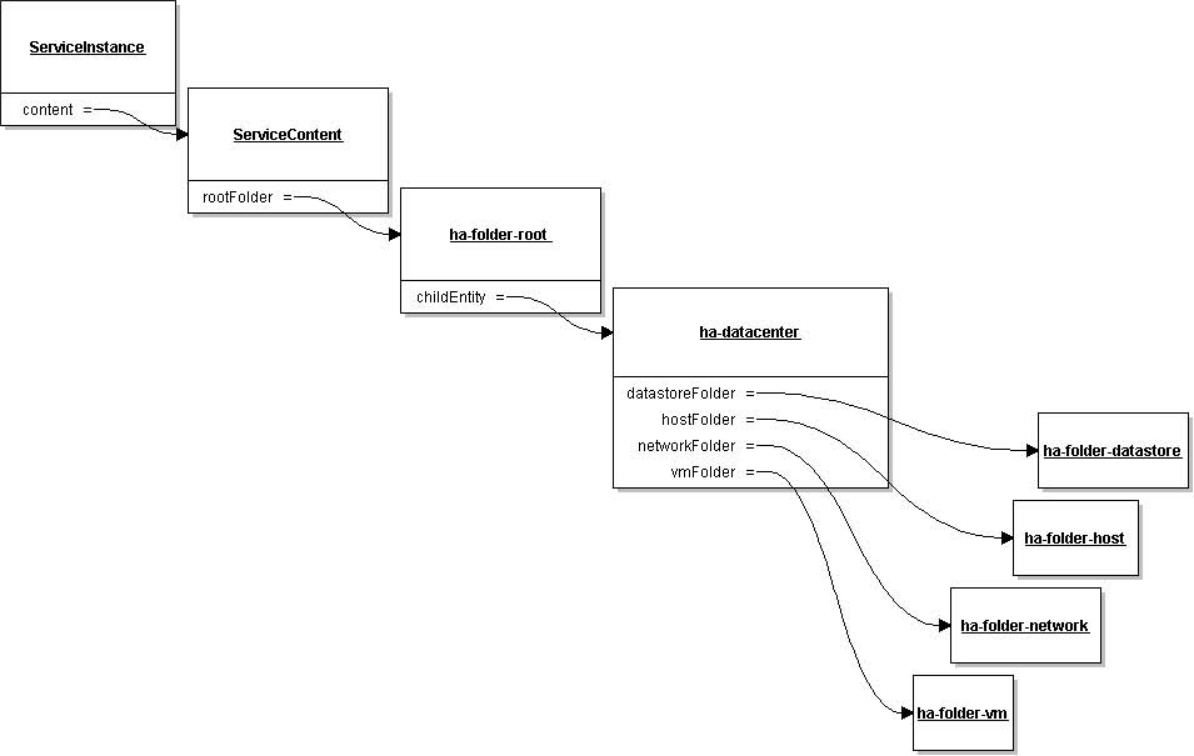 ServiceInstance
content =
ServiceContent
rootFolder =
ha-folder-root
childEntity =
ha-datacenter
datastoreFolder =
hostFolder =
networkFolder =
vmFolder =
ha-folder-datastore
ha-folder-host
ha-folder-network
ha-folder-vm